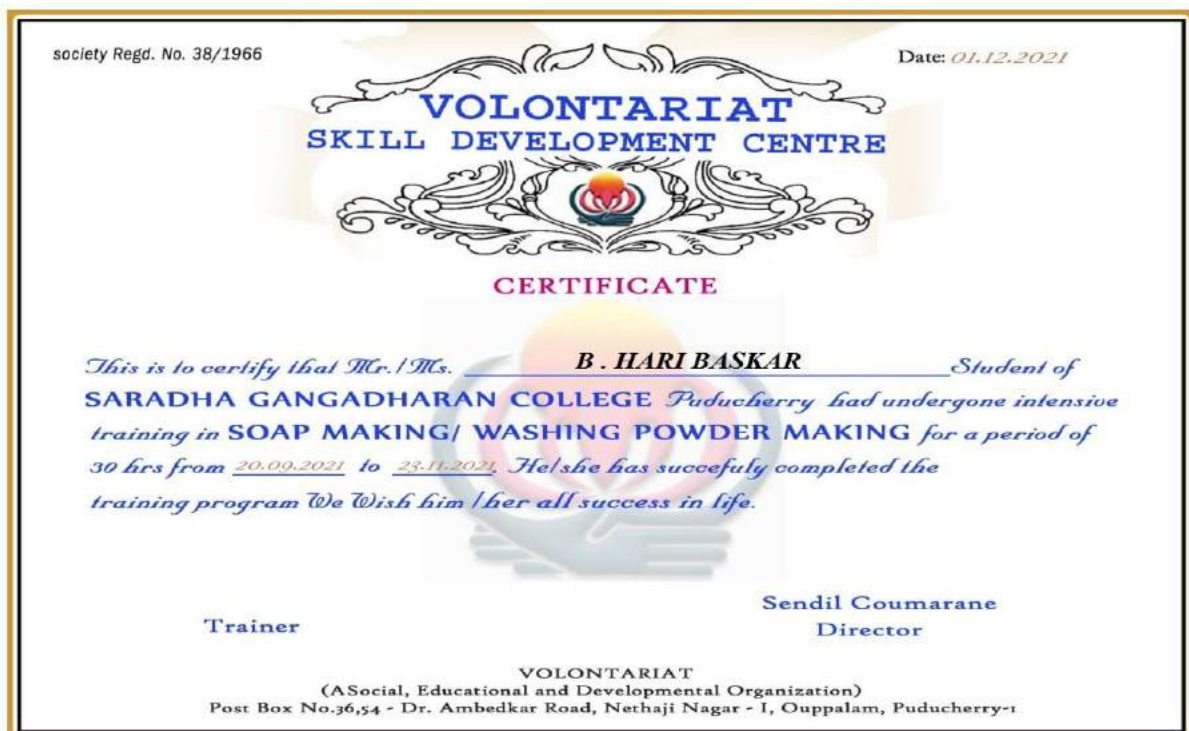 society Regd. No. 38/1966
Date: 01.12.2021
VOLONTARIAT
SKILL DEVELOPMENT CENTRE
CERTIFICATE
This is to certify that Mr./Ms. B . HARI BASKAR Student of
SARADHA GANGADHARAN COLLEGE Puducherry had undergone intensive
training in SOAP MAKING/ WASHING POWDER MAKING for a period of
30 hrs from 20.09.2021 to 23.11.2021, He/she has succefuly completed the
training program We Wish him /her all success in life.
Trainer
Sendil Coumarane
Director
VOLONTARIAT
(ASocial, Educational and Developmental Organization)
Post Box No.36,54 - Dr. Ambedkar Road, Nethaji Nagar - I, Ouppalam, Puducherry-1